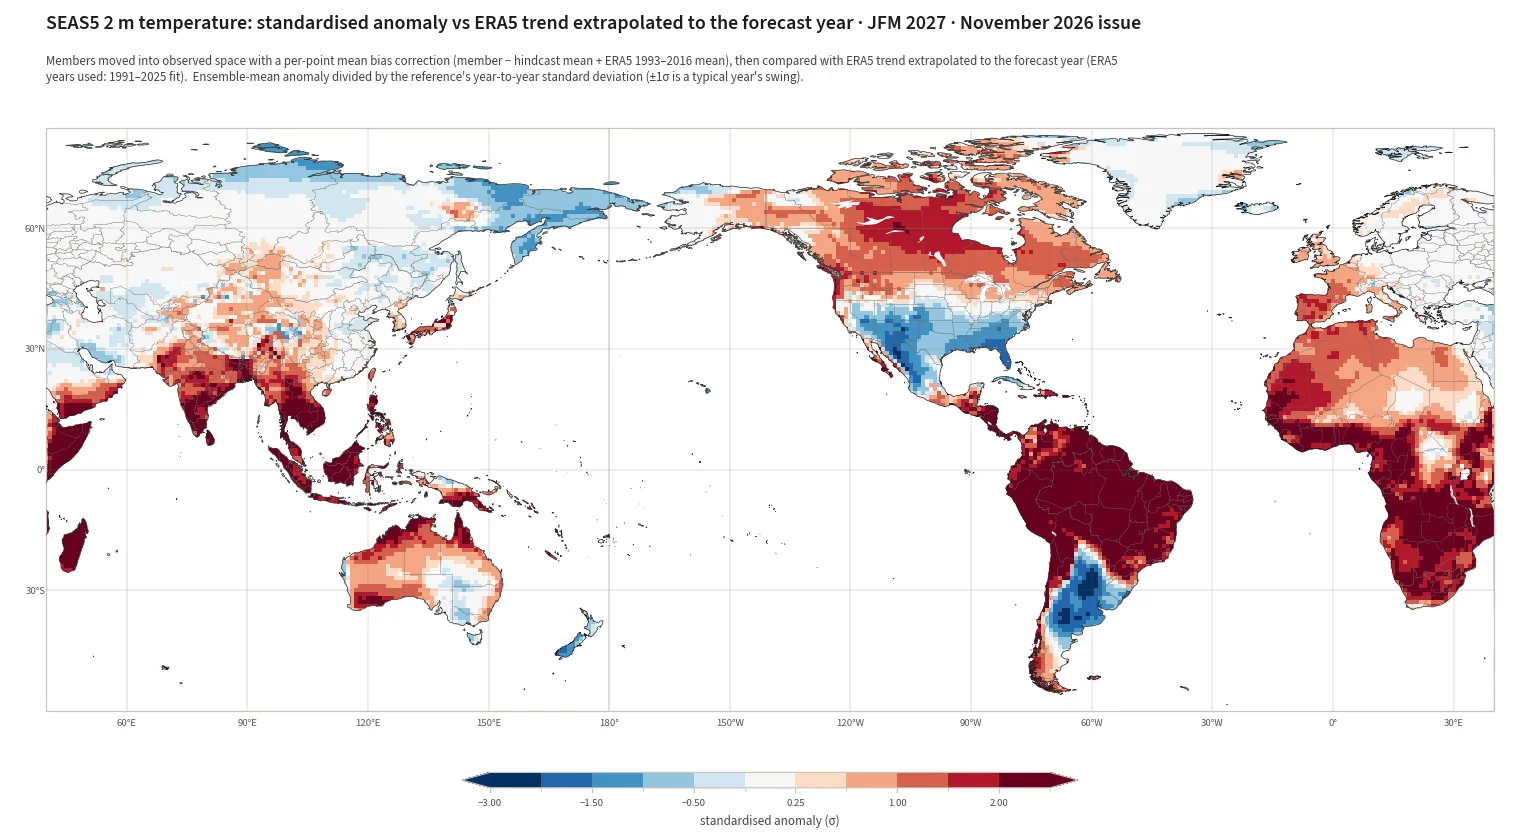 SEAS5 2 m temperature: standardised anomaly vs ERA5 trend extrapolated to the forecast year · JFM 2027 · November 2026 issue
Members moved into observed space with a per-point mean bias correction (member − hindcast mean + ERA5 1993–2016 mean), then compared with ERA5 trend extrapolated to the forecast year (ERA5
years used: 1991–2025 fit). Ensemble-mean anomaly divided by the reference's year-to-year standard deviation (±1σ is a typical year's swing).
60°N
30°N
0°
30°S
60°E 90°E 120°E 150°E 180° 150°W 120°W 90°W 60°W 30°W 0° 30°E
−3.00 −1.50 −0.50 0.25 1.00 2.00
standardised anomaly (σ)